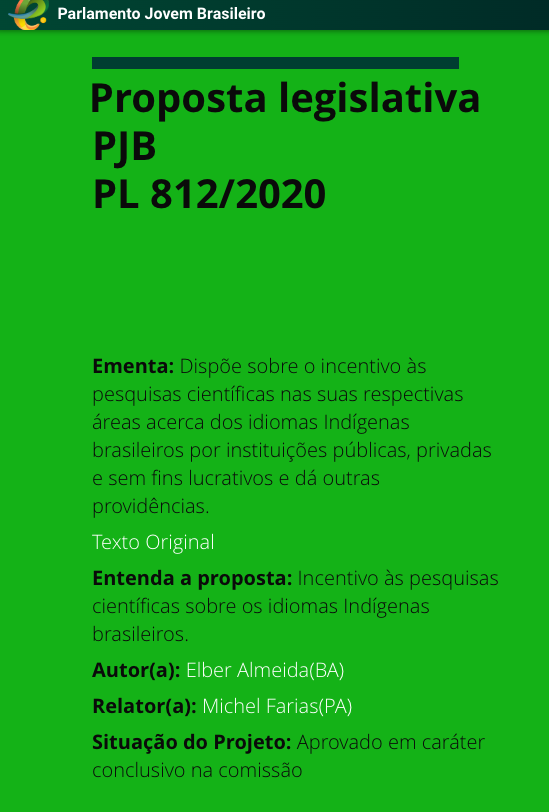 Parlamento Jovem Brasileiro
Proposta legislativa
PJB
PL 812/2020
Ementa: Dispõe sobre o incentivo às
pesquisas científicas nas suas respectivas
áreas acerca dos idiomas Indígenas
brasileiros por instituições públicas, privadas
e sem fins lucrativos e dá outras
providências.
Texto Original
Entenda a proposta: Incentivo às pesquisas
científicas sobre os idiomas Indígenas
brasileiros.
Autor(a): Elber Almeida(BA)
Relator(a): Michel Farias(PA)
Situação do Projeto: Aprovado em caráter
conclusivo na comissão